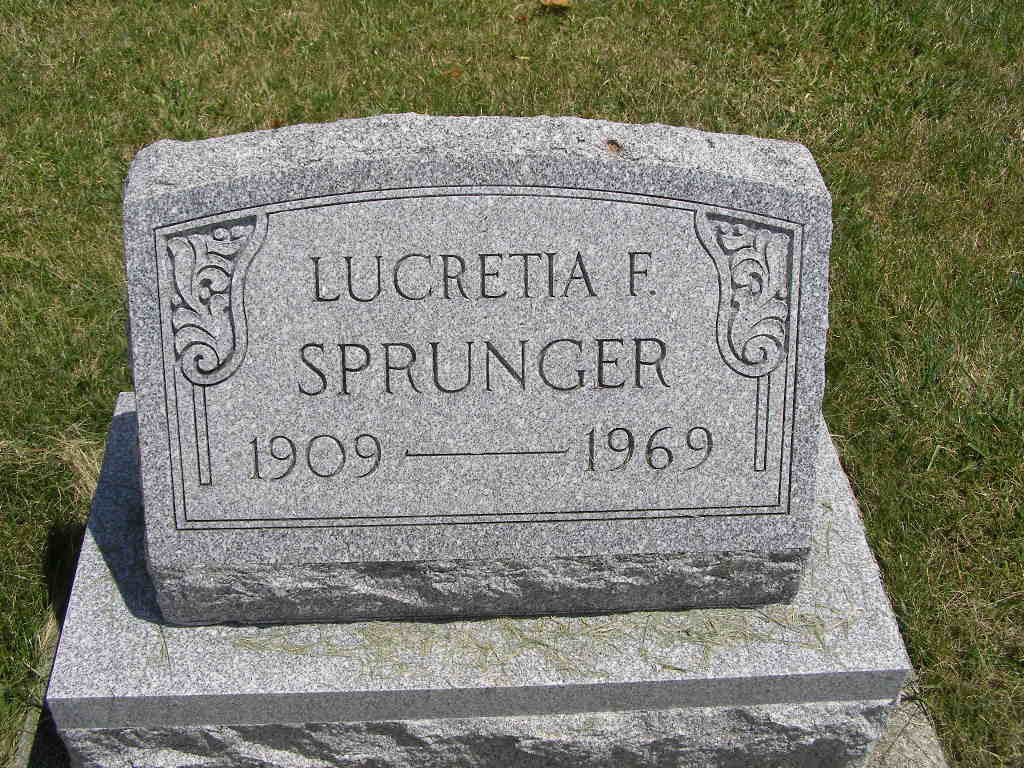 LUCRETIA F.
SPRUNGER
1909 — 1969